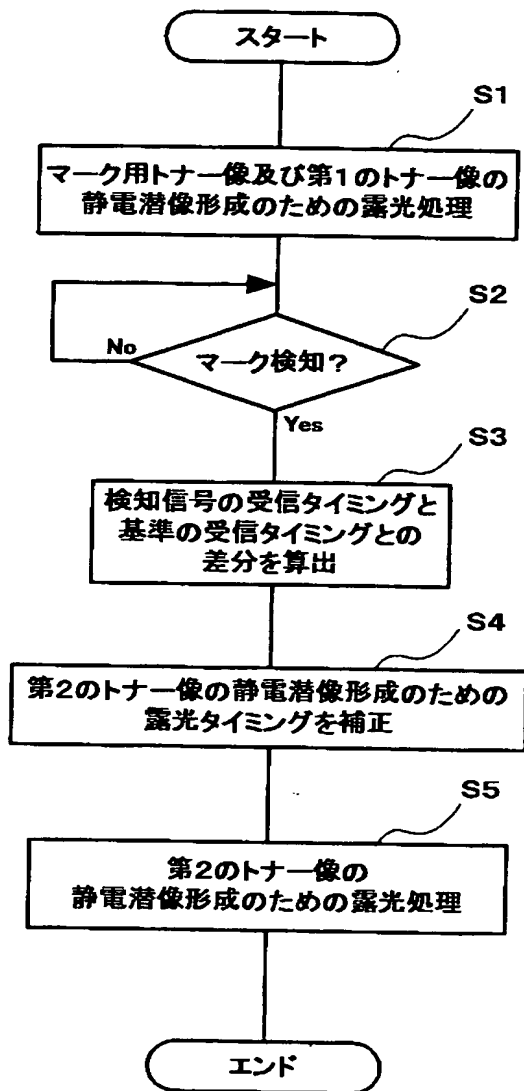 スタート
S1
マーク用トナー像及び第1のトナー像の
静電潜像形成のための露光処理
S2
No
マーク検知？
Yes
S3
検知信号の受信タイミングと
基準の受信タイミングとの
差分を算出
S4
第2のトナー像の静電潜像形成のための
露光タイミングを補正
S5
第2のトナー像の
静電潜像形成のための露光処理
エンド